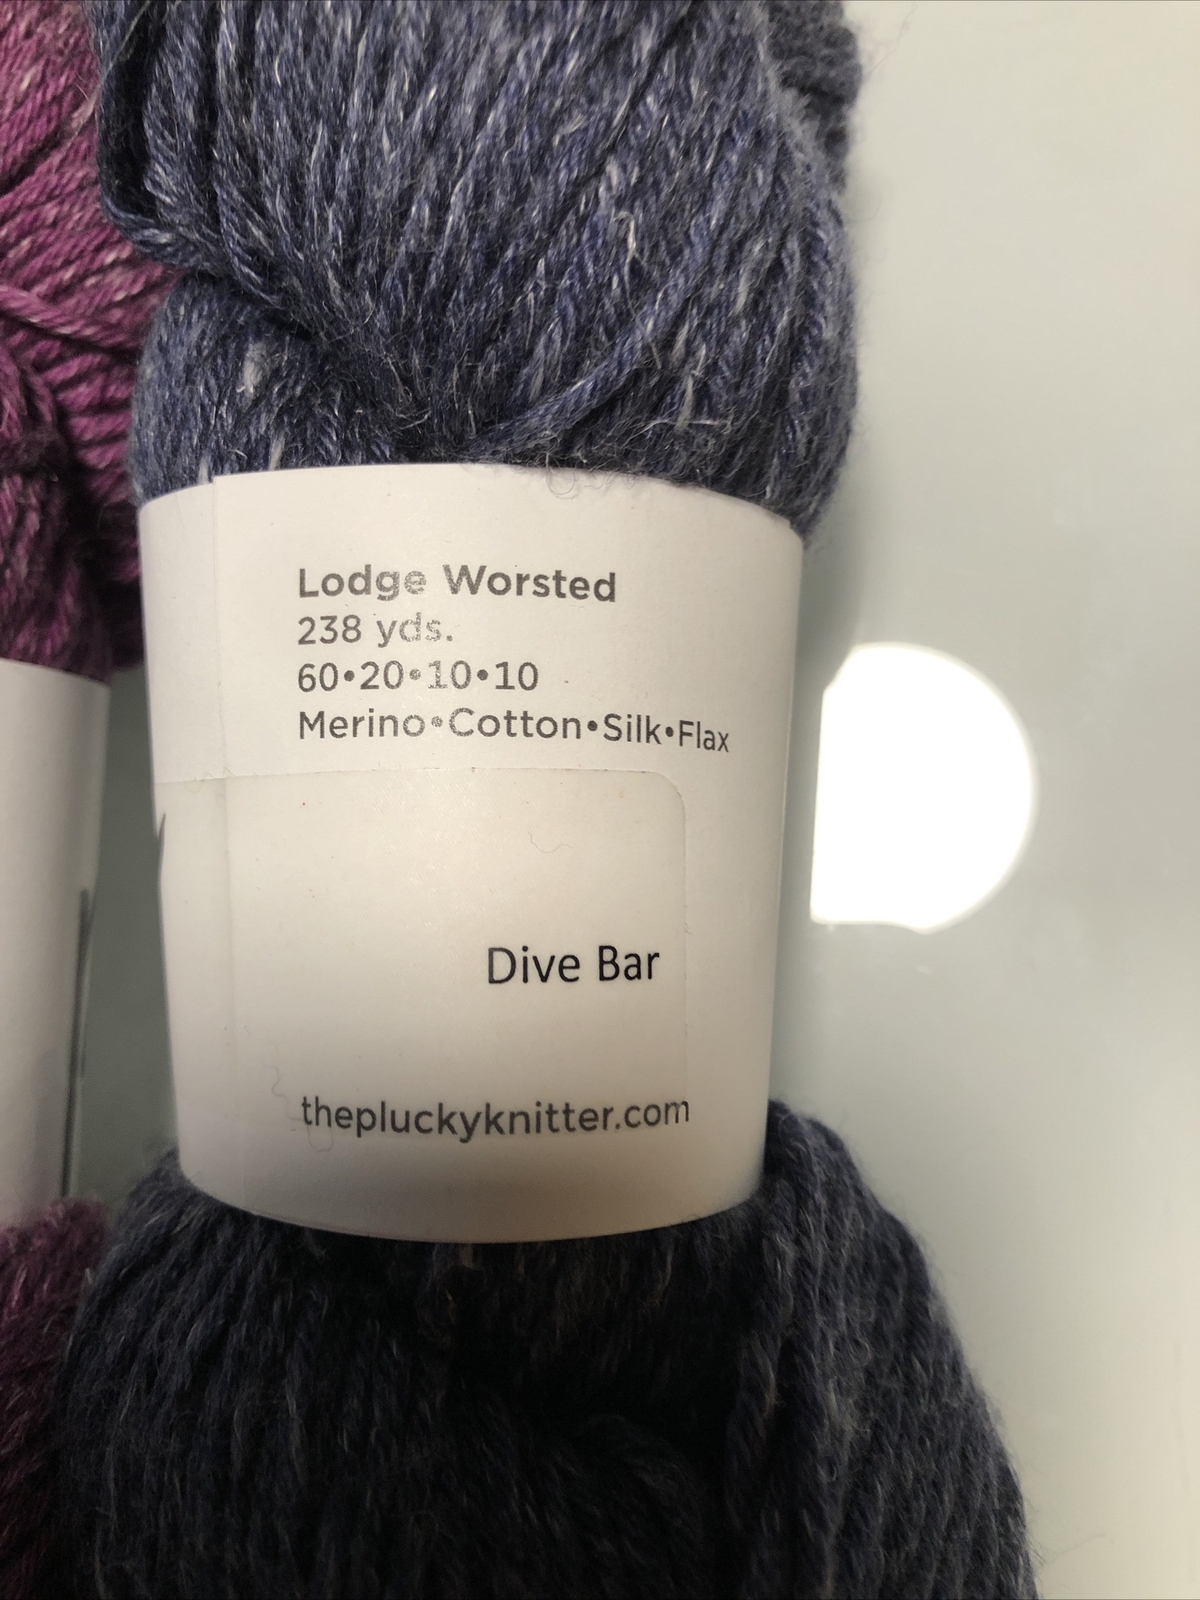 Lodge Worsted
238 yds.
60•20•10•10
Merino•Cotton•Silk•Flax
Dive Bar
thepluckyknitter.com